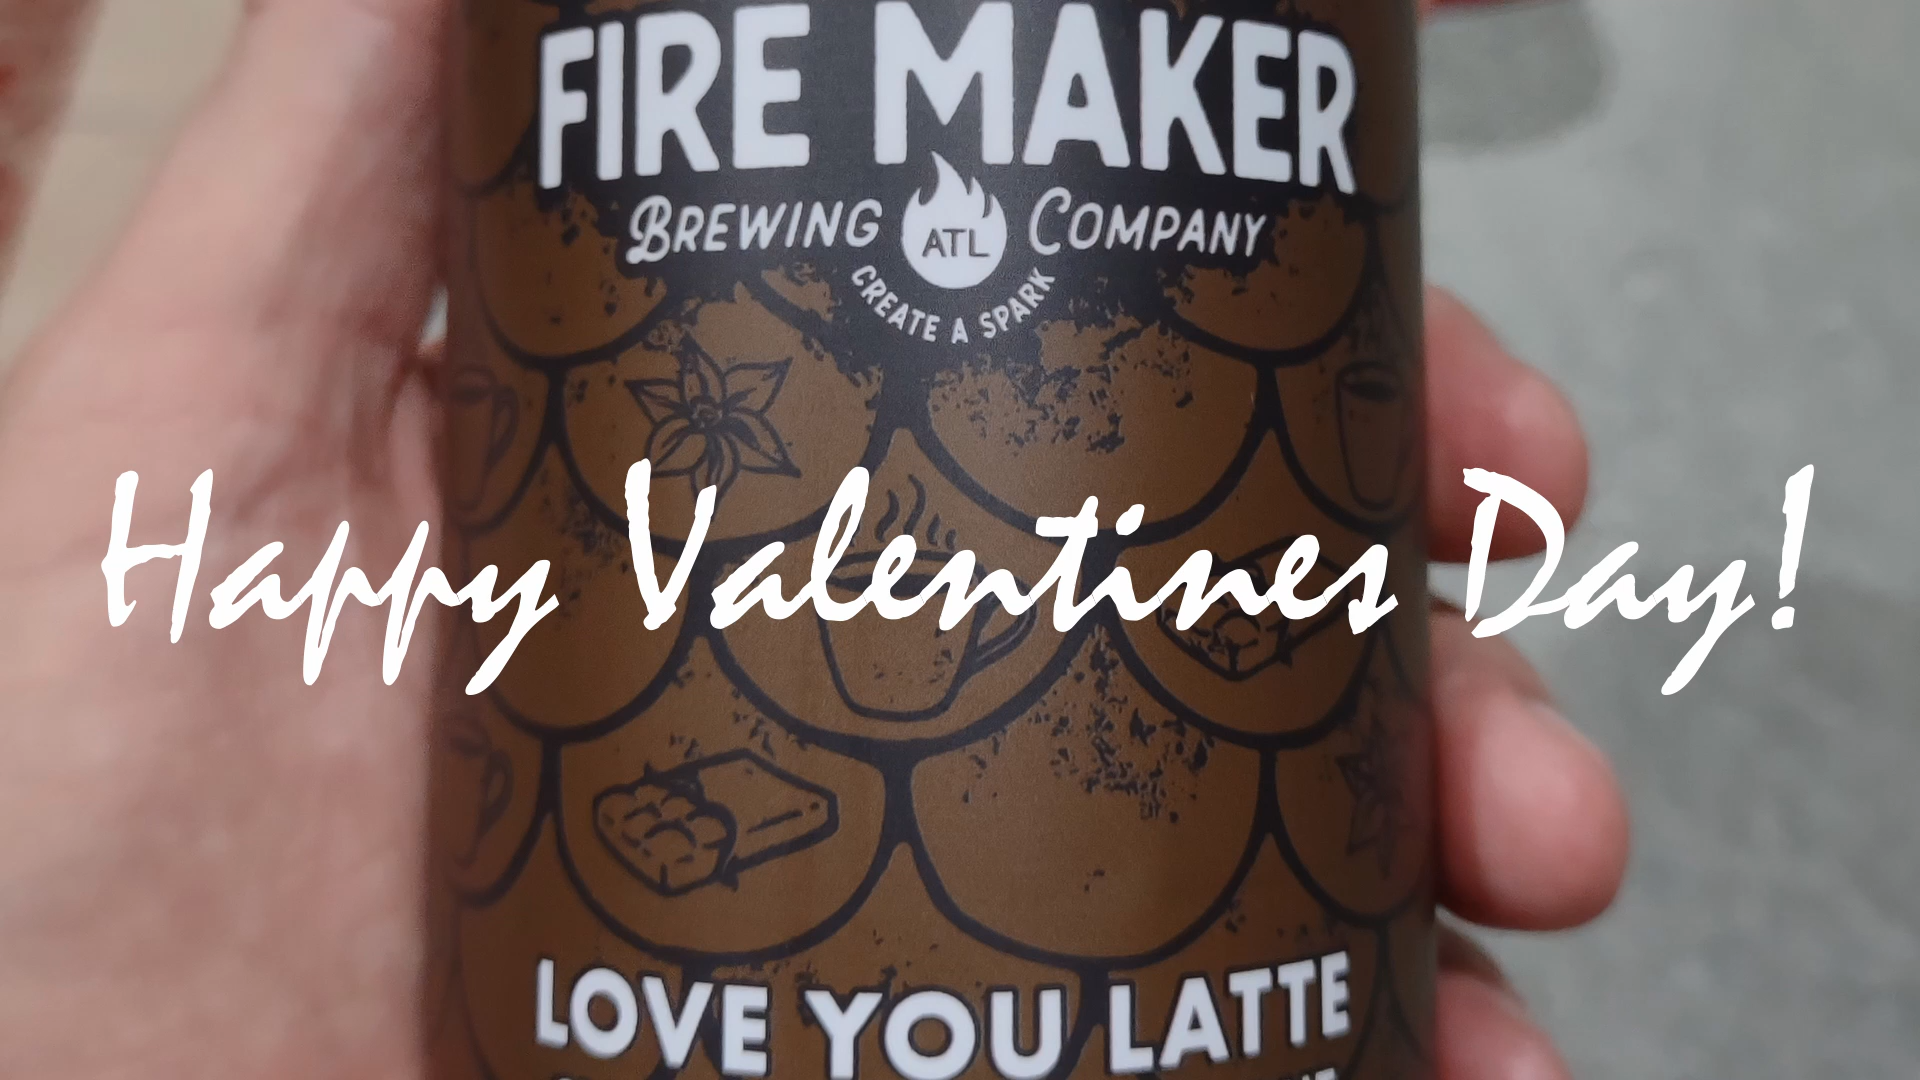 FIRE MAKER
BREWING COMPANY
ATL
CREATE A SPARK
Happy Valentines Day!
LOVE YOU LATTE